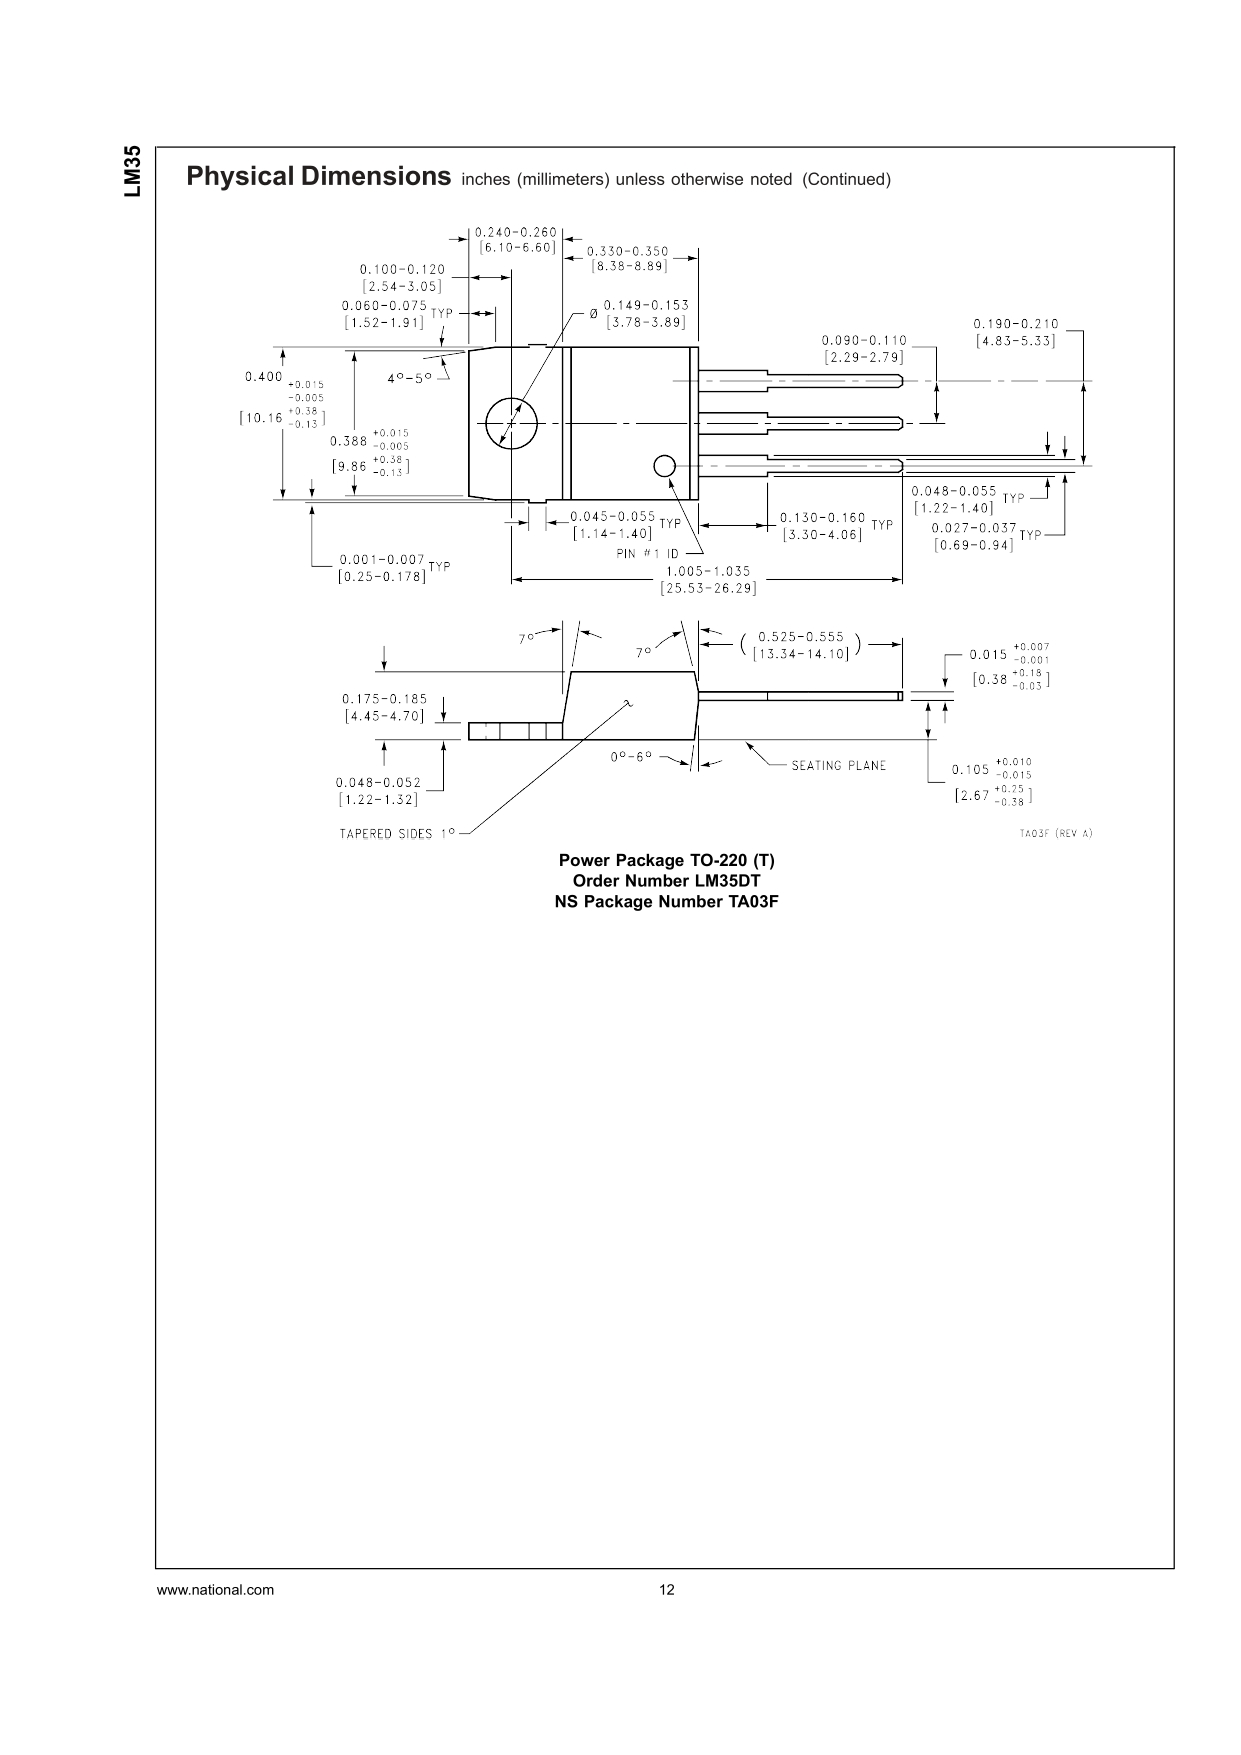 LM35
Physical Dimensions inches (millimeters) unless otherwise noted (Continued)
0.240–0.260
[6.10–6.60]
0.330–0.350
[8.38–8.89]
0.100–0.120
[2.54–3.05]
0.060–0.075 TYP
[1.52–1.91]
Ø 0.149–0.153
[3.78–3.89]
0.190–0.210
[4.83–5.33]
0.090–0.110
[2.29–2.79]
4°–5°
0.400 +0.015
-0.005
[10.16 +0.38
-0.13]
0.388 +0.015
-0.005
[9.86 +0.38
-0.13]
0.048–0.055 TYP
[1.22–1.40]
0.045–0.055 TYP
[1.14–1.40]
0.130–0.160 TYP
[3.30–4.06]
0.027–0.037 TYP
[0.69–0.94]
PIN #1 ID
0.001–0.007 TYP
[0.25–0.178]
1.005–1.035
[25.53–26.29]
7°
7°
(0.525–0.555)
[13.34–14.10]
0.015 +0.007
-0.001
[0.38 +0.18
-0.03]
0.175–0.185
[4.45–4.70]
0°–6°
SEATING PLANE
0.105 +0.010
-0.015
[2.67 +0.25
-0.38]
0.048–0.052
[1.22–1.32]
TAPERED SIDES 1°
TA03F (REV A)
Power Package TO-220 (T)
Order Number LM35DT
NS Package Number TA03F
www.national.com
12